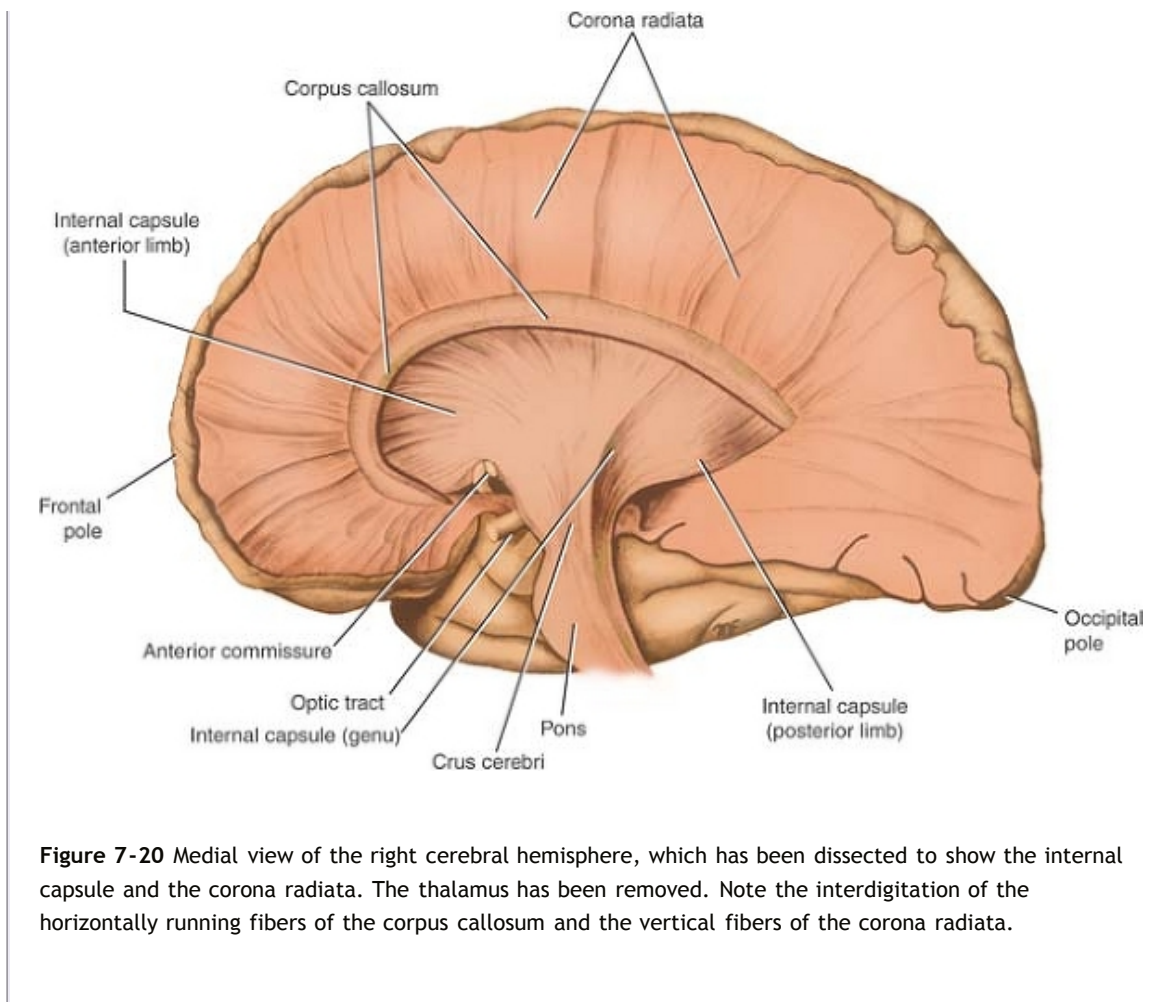 Corona radiata
Corpus callosum
Internal capsule
(anterior limb)
Frontal
pole
Anterior commissure
Optic tract
Internal capsule (genu)
Crus cerebri
Pons
Internal capsule
(posterior limb)
Occipital
pole
Figure 7-20 Medial view of the right cerebral hemisphere, which has been dissected to show the internal
capsule and the corona radiata. The thalamus has been removed. Note the interdigitation of the
horizontally running fibers of the corpus callosum and the vertical fibers of the corona radiata.